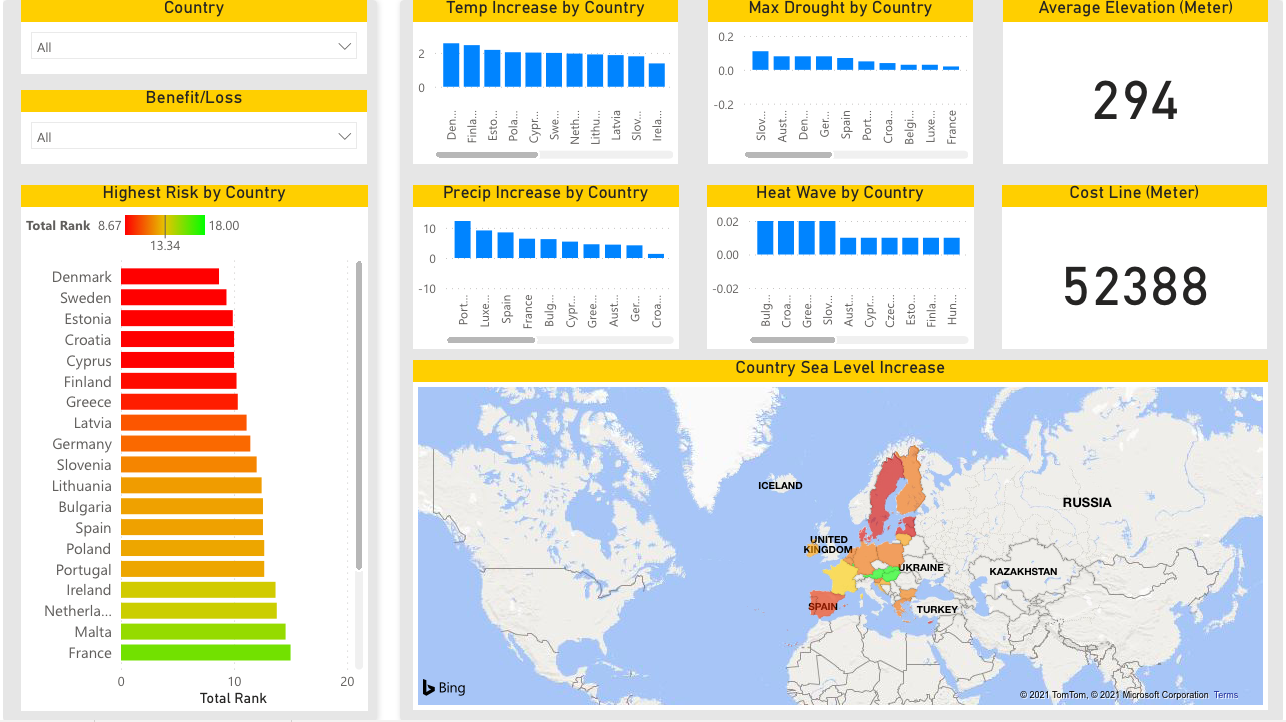 Country
All
Benefit/Loss
All
Highest Risk by Country
Total Rank 8.67 18.00
13.34
Denmark
Sweden
Estonia
Croatia
Cyprus
Finland
Greece
Latvia
Germany
Slovenia
Lithuania
Bulgaria
Spain
Poland
Portugal
Ireland
Netherla...
Malta
France
0 10 20
Total Rank
Temp Increase by Country
2
0
Den... Finla... Esto... Pola... Cypr... Swe... Neth... Lithu... Latvia Slov... Irela...
Max Drought by Country
0.2
0.0
-0.2
Slov... Aust... Den... Ger... Spain Port... Croa... Belgi... Luxe... France
Average Elevation (Meter)
294
Precip Increase by Country
10
0
-10
Port... Luxe... Spain France Bulg... Cypr... Gree... Aust... Ger... Croa...
Heat Wave by Country
0.02
0.00
-0.02
Bulg... Croa... Gree... Slov... Aust... Cypr... Czec... Esto... Finla... Hun...
Cost Line (Meter)
52388
Country Sea Level Increase
ICELAND
RUSSIA
UNITED
KINGDOM
UKRAINE
KAZAKHSTAN
SPAIN
TURKEY
Bing
© 2021 TomTom, © 2021 Microsoft Corporation Terms